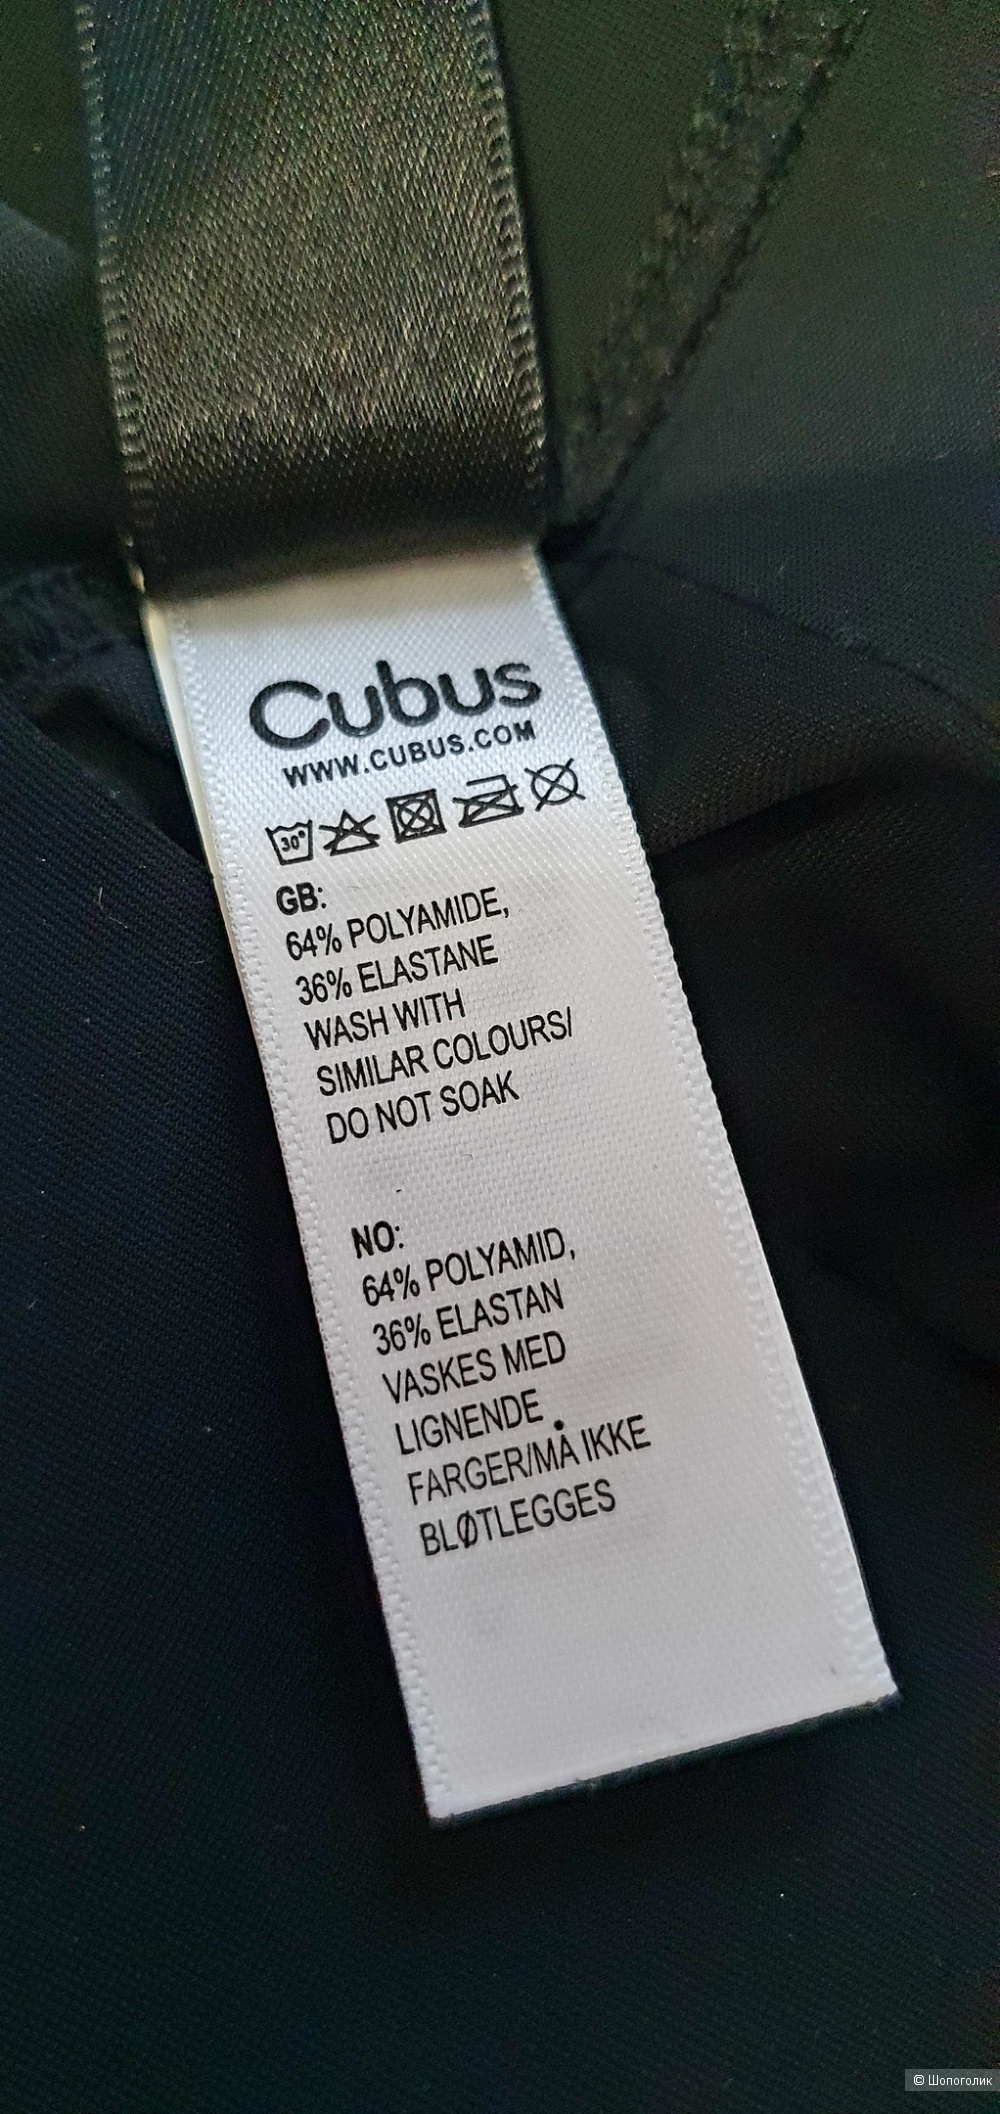 Cubus
WWW.CUBUS.COM
30°
GB:
64% POLYAMIDE,
36% ELASTANE
WASH WITH
SIMILAR COLOURS/
DO NOT SOAK
NO:
64% POLYAMID,
36% ELASTAN
VASKES MED
LIGNENDE
FARGER/MÅ IKKE
BLØTLEGGES
© Шопоголик